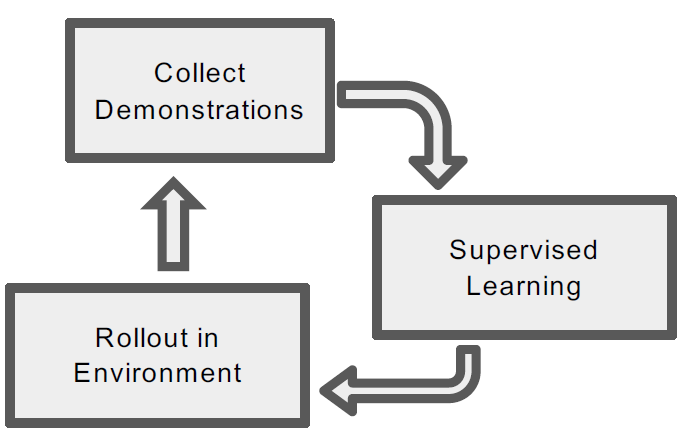 Collect
Demonstrations
Supervised
Learning
Rollout in
Environment